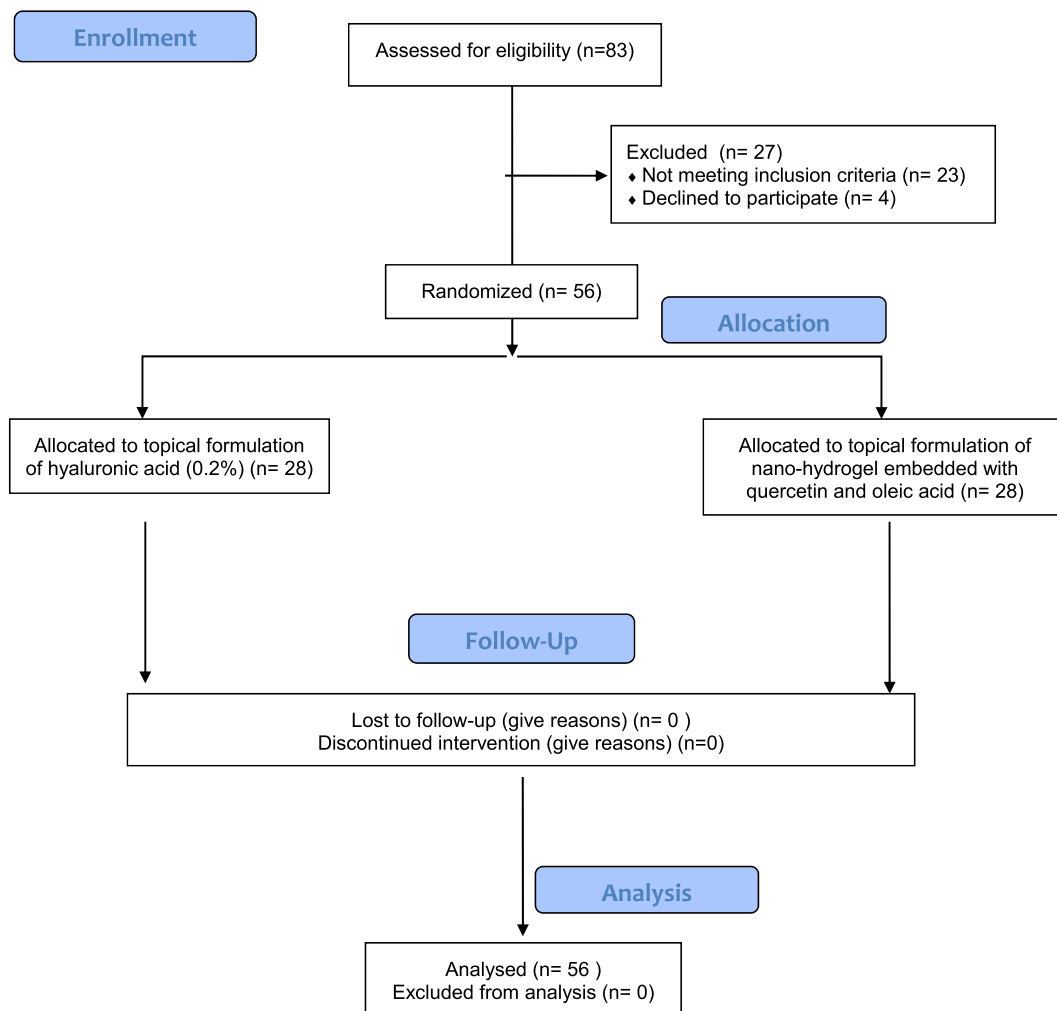 Enrollment
Assessed for eligibility (n=83)
Excluded  (n= 27)
♦ Not meeting inclusion criteria (n= 23)
♦ Declined to participate (n= 4)
Randomized (n= 56)
Allocation
Allocated to topical formulation
of hyaluronic acid (0.2%) (n= 28)
Allocated to topical formulation of
nano-hydrogel embedded with
quercetin and oleic acid (n= 28)
Follow-Up
Lost to follow-up (give reasons) (n= 0 )
Discontinued intervention (give reasons) (n=0)
Analysis
Analysed (n= 56 )
Excluded from analysis (n= 0)